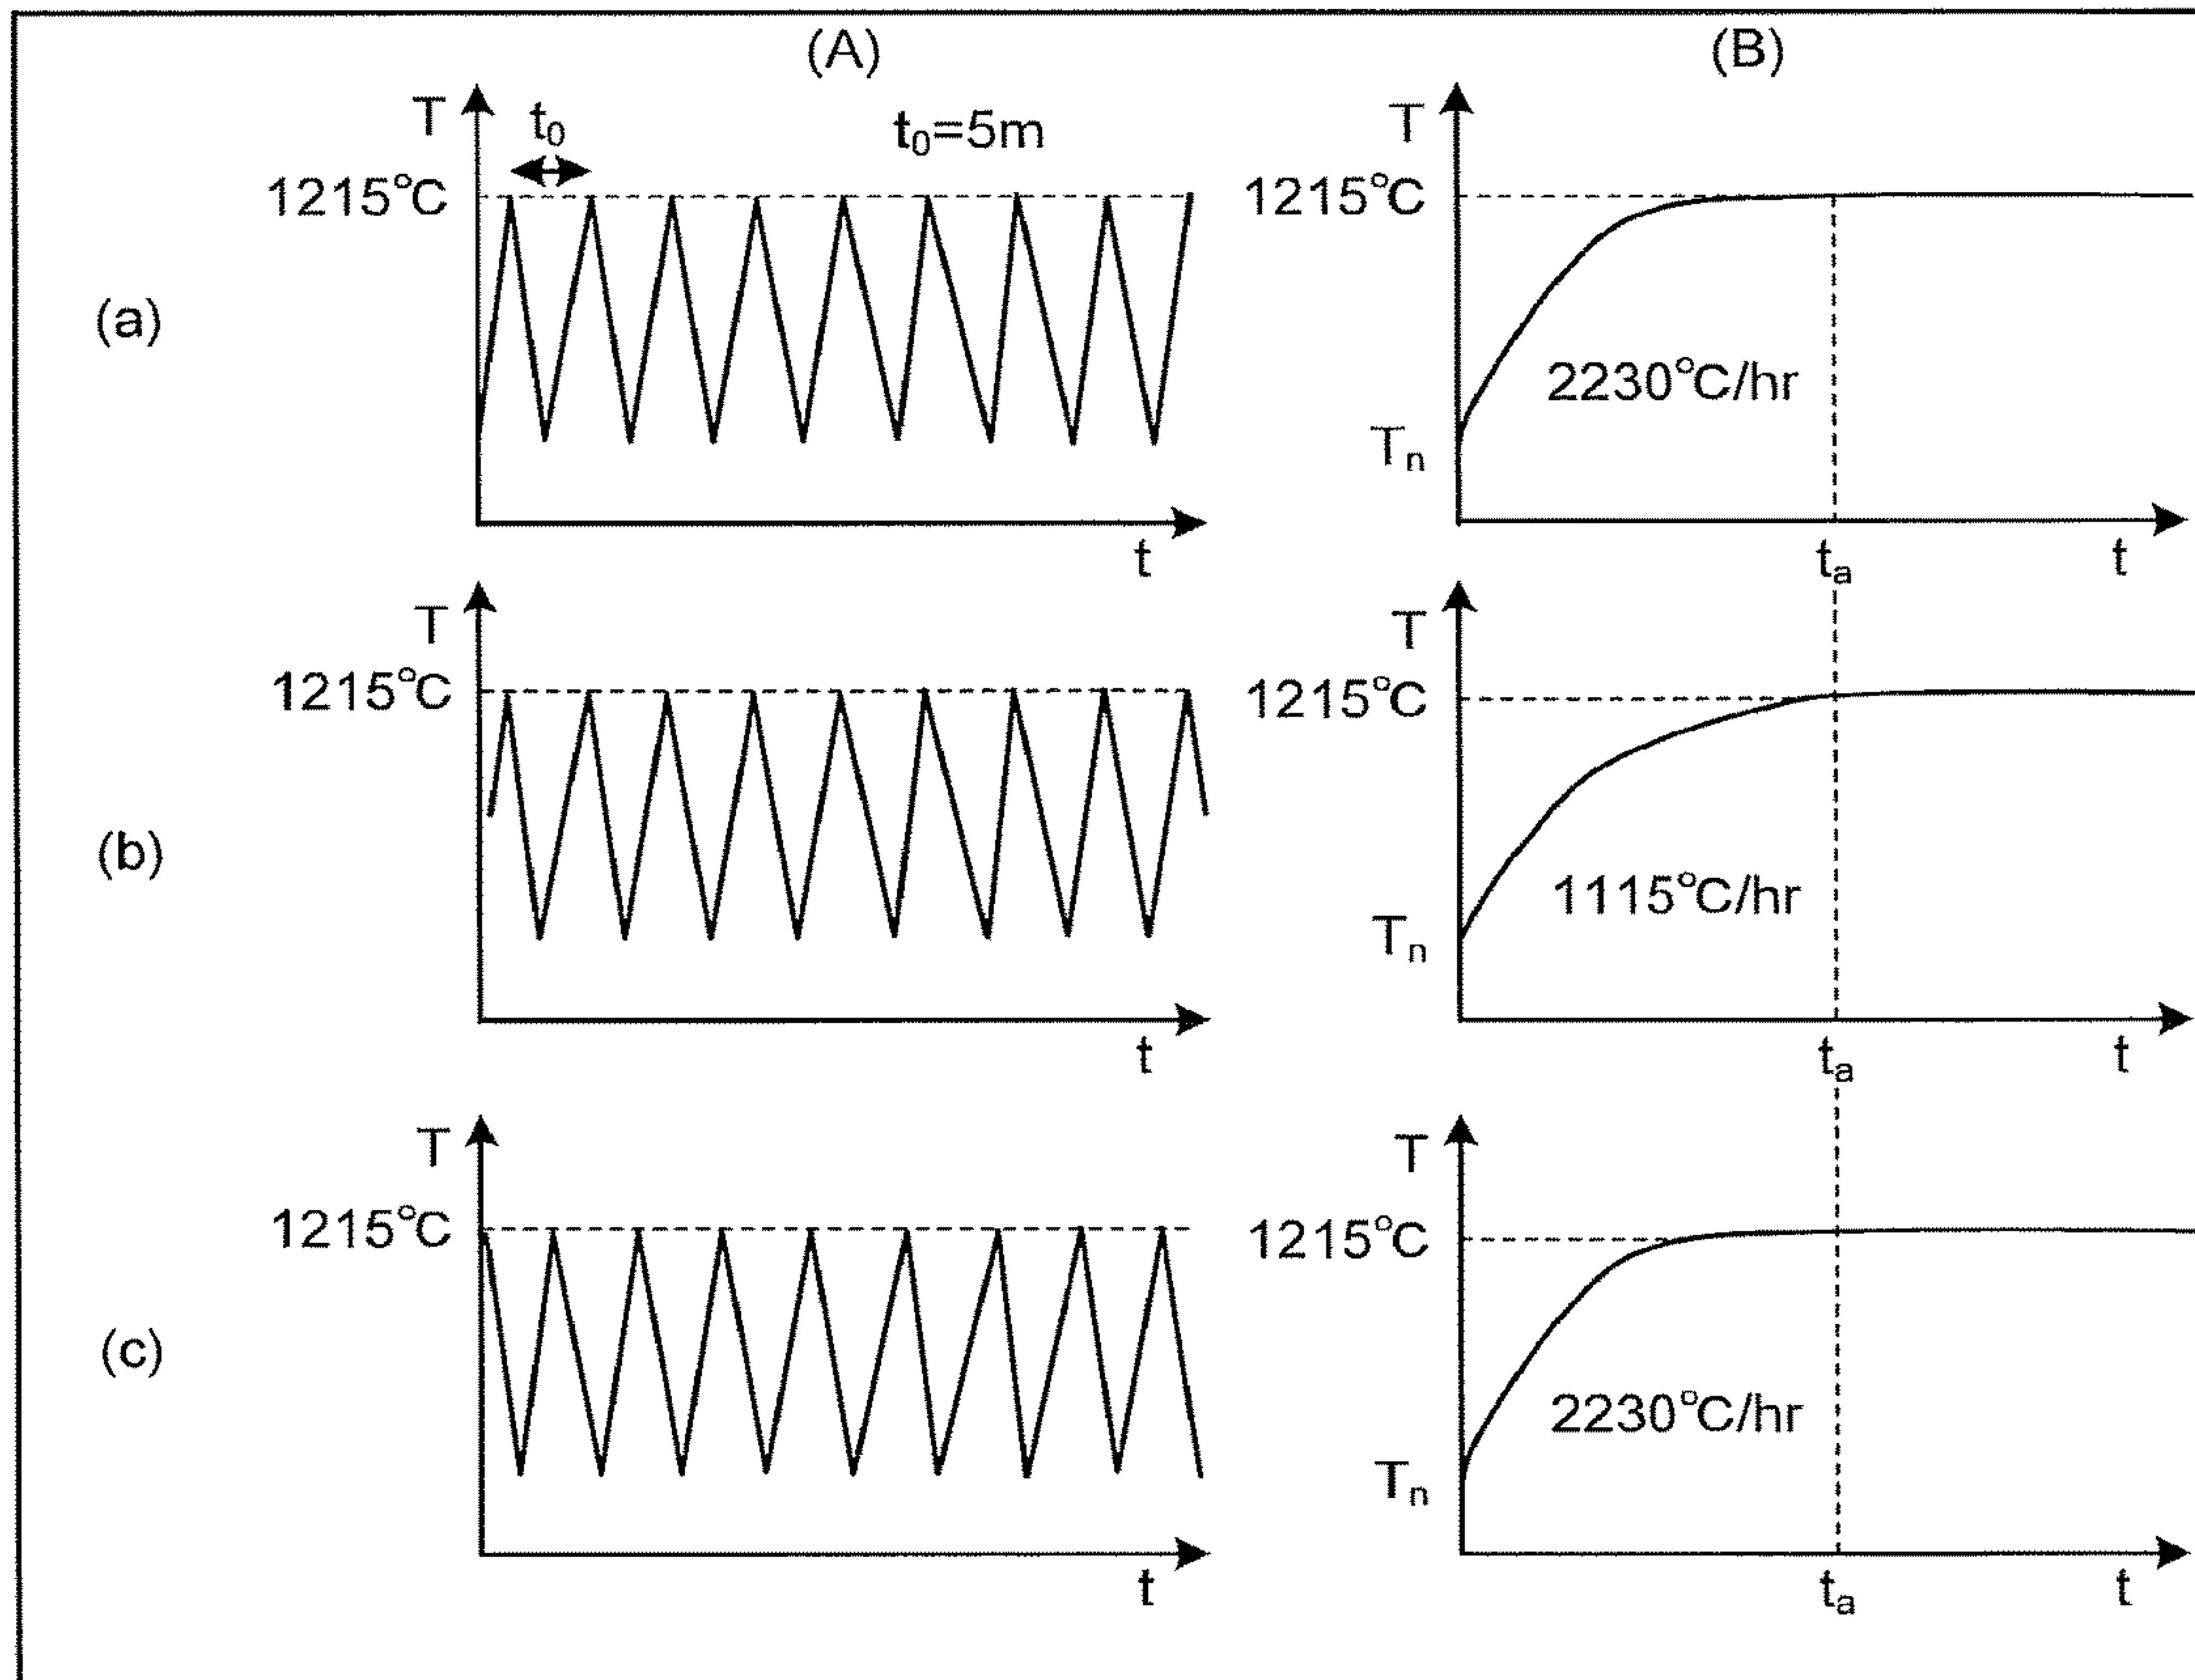 (A) (B)
T t₀ t₀=5m T
1215°C 1215°C
(a)
2230°C/hr
Tₙ
t tₐ t
T T
1215°C 1215°C
(b)
1115°C/hr
Tₙ
t tₐ t
T T
1215°C 1215°C
(c)
2230°C/hr
Tₙ
t tₐ t